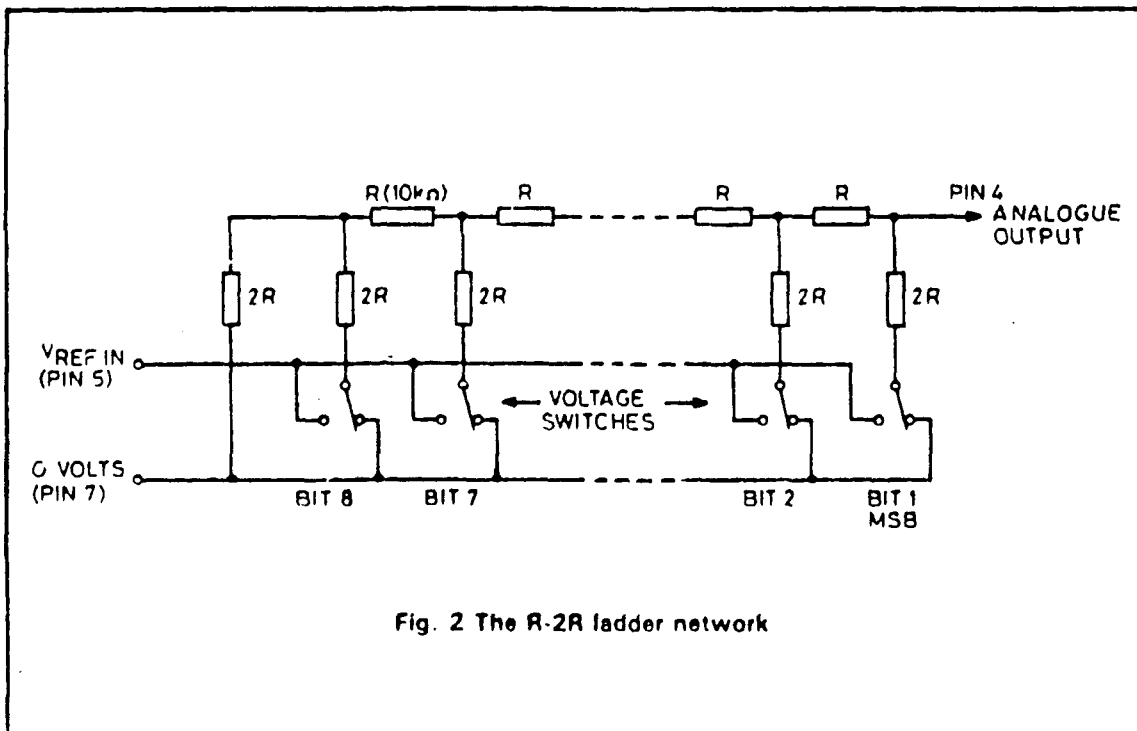 R(10kΩ)
R
R
R
PIN 4
ANALOGUE
OUTPUT
2R
2R
2R
2R
2R
VREF IN
(PIN 5)
VOLTAGE
SWITCHES
0 VOLTS
(PIN 7)
BIT 8
BIT 7
BIT 2
BIT 1
MSB
Fig. 2 The R-2R ladder network